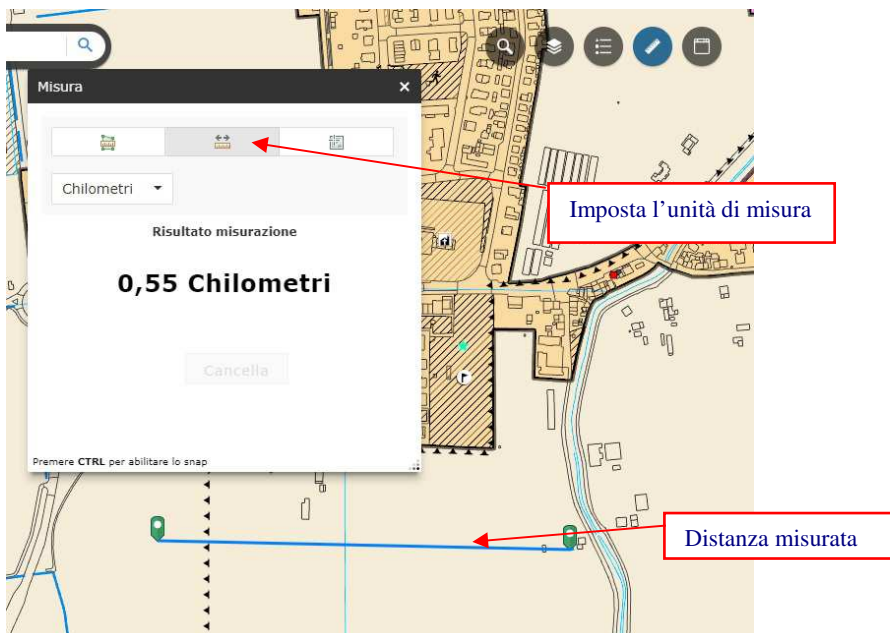 Misura
Chilometri
Imposta l’unità di misura
Risultato misurazione
0,55 Chilometri
Cancella
Premere CTRL per abilitare lo snap
Distanza misurata